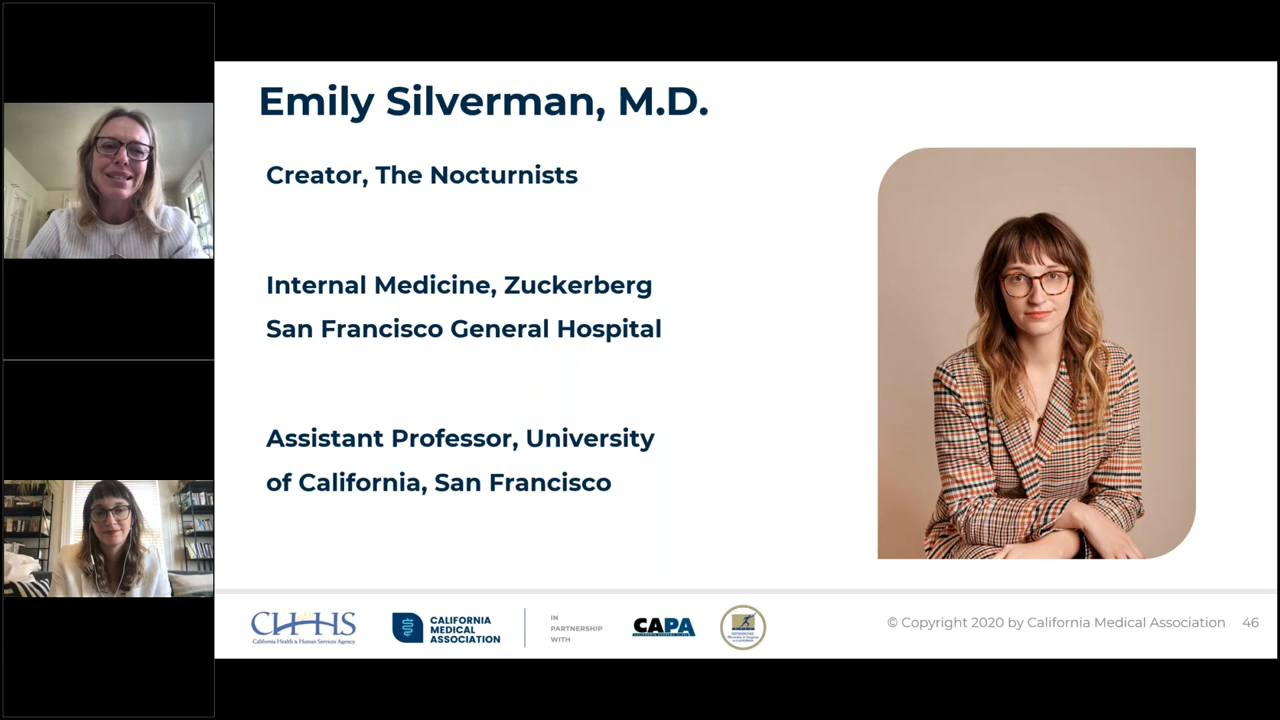 Emily Silverman, M.D.
Creator, The Nocturnists
Internal Medicine, Zuckerberg
San Francisco General Hospital
Assistant Professor, University
of California, San Francisco
CHHS
California Health & Human Services Agency
CALIFORNIA
MEDICAL
ASSOCIATION
IN
PARTNERSHIP
WITH
CAPA
© Copyright 2020 by California Medical Association 46